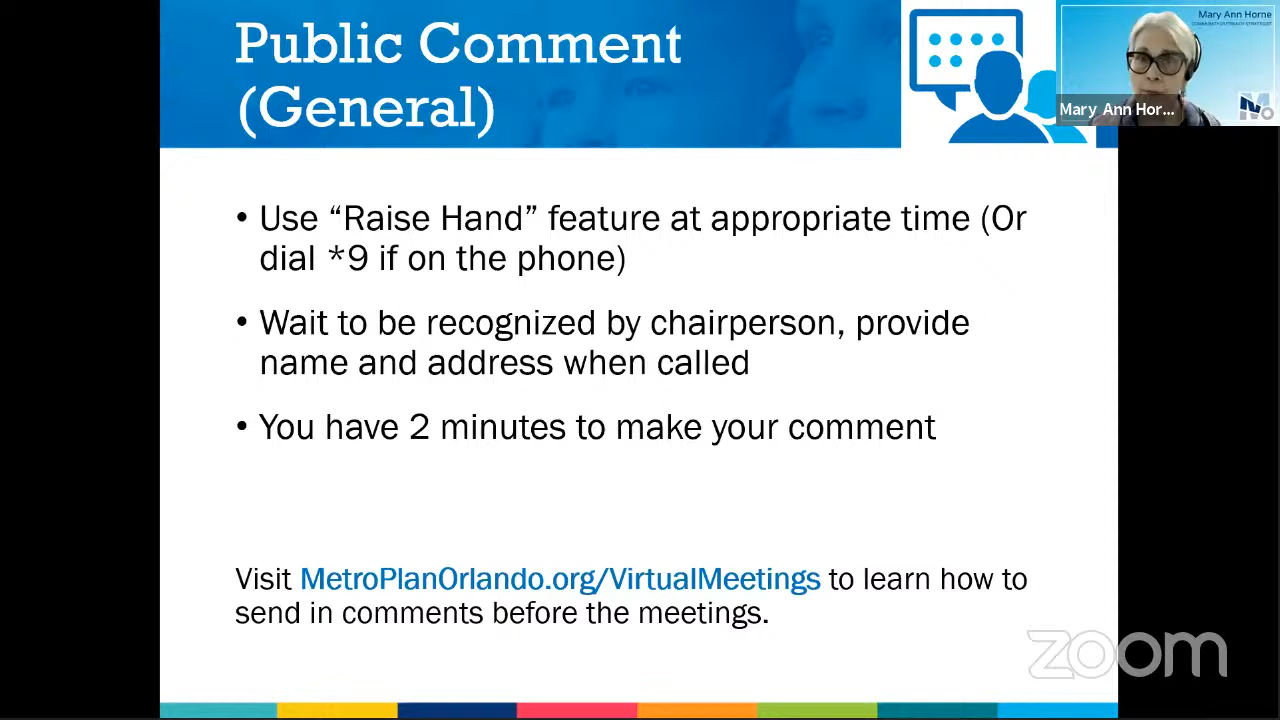 Public Comment
(General)
Mary Ann Horne
COMMUNITY OUTREACH STRATEGIST
Mary Ann Hor...
• Use “Raise Hand” feature at appropriate time (Or
dial *9 if on the phone)
• Wait to be recognized by chairperson, provide
name and address when called
• You have 2 minutes to make your comment
Visit MetroPlanOrlando.org/VirtualMeetings to learn how to
send in comments before the meetings.
zoom